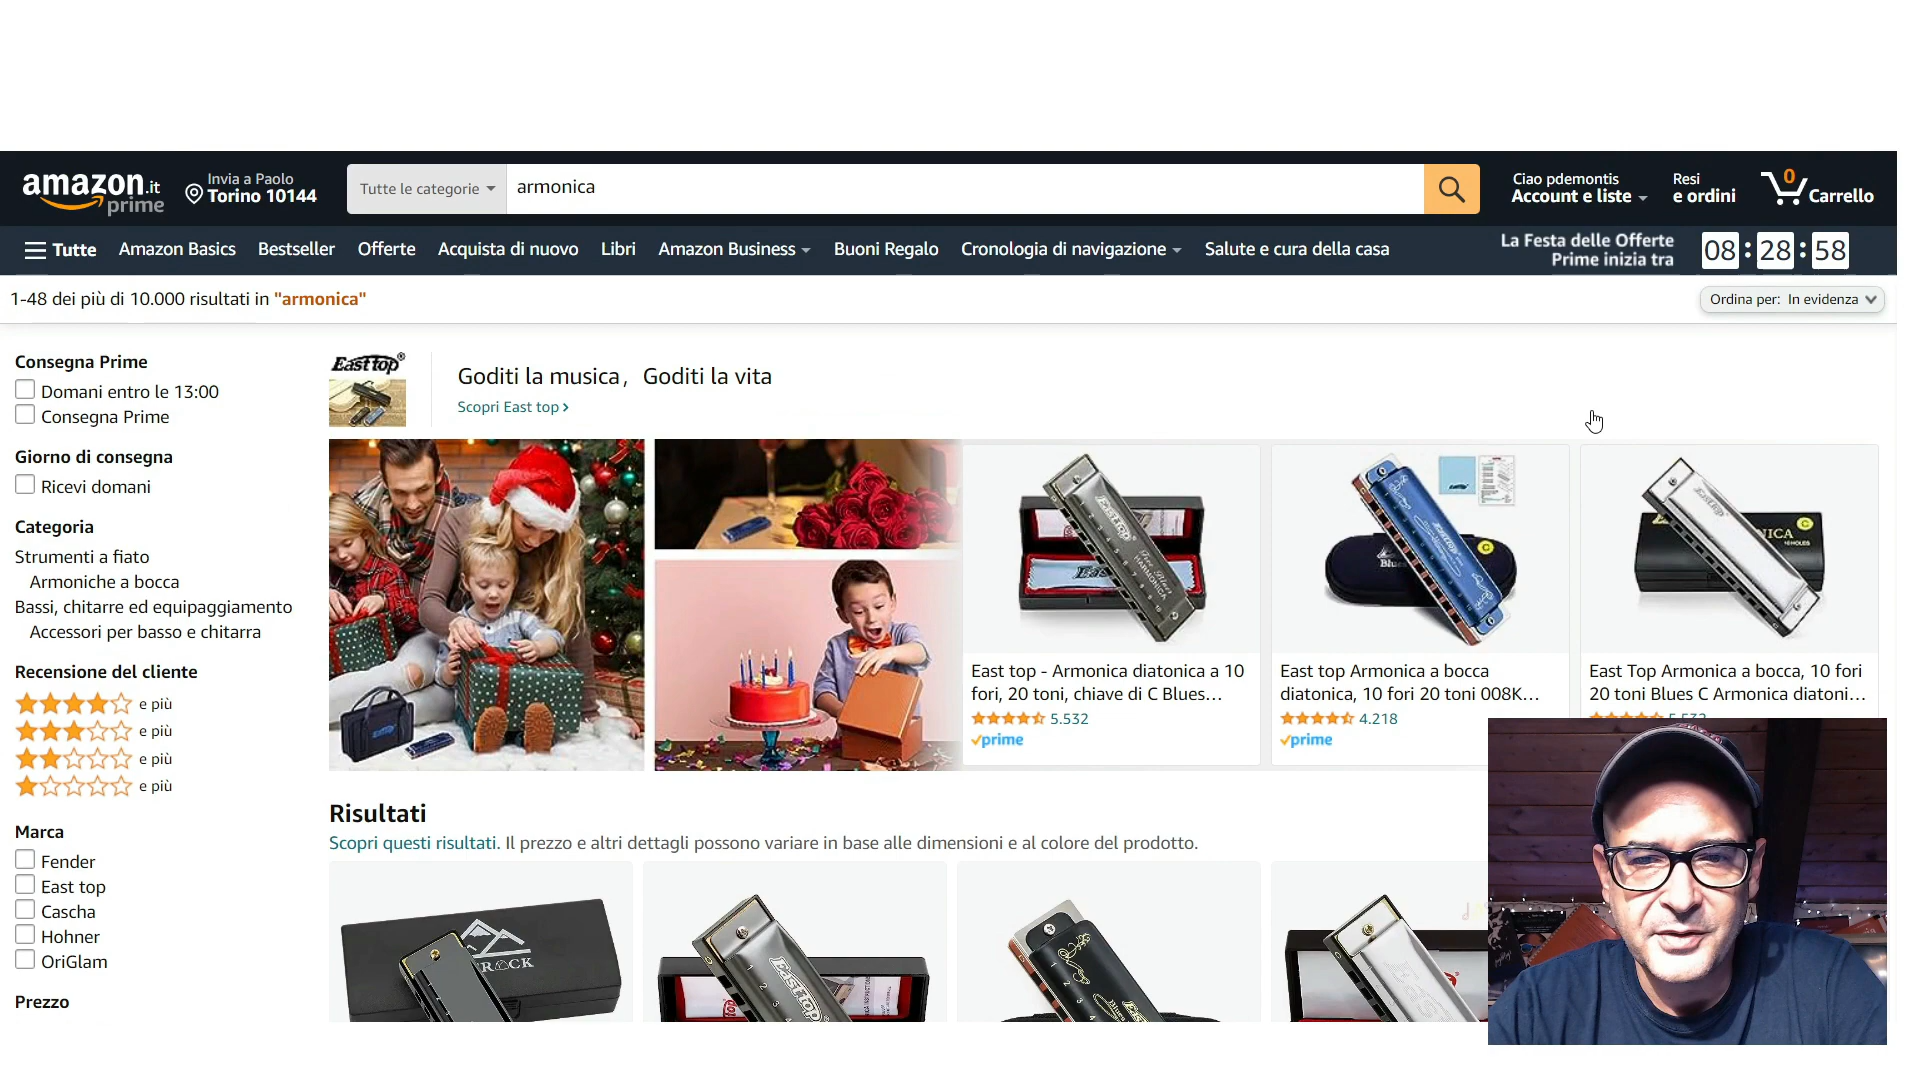 amazon.it
prime
Invia a Paolo
Torino 10144
Tutte le categorie
armonica
Ciao pdemontis
Account e liste
Resi
e ordini
0
Carrello
Tutte
Amazon Basics
Bestseller
Offerte
Acquista di nuovo
Libri
Amazon Business
Buoni Regalo
Cronologia di navigazione
Salute e cura della casa
La Festa delle Offerte
Prime inizia tra
08 : 28 : 58
1-48 dei più di 10.000 risultati in "armonica"
Ordina per: In evidenza
Consegna Prime
Domani entro le 13:00
Consegna Prime
Giorno di consegna
Ricevi domani
Categoria
Strumenti a fiato
Armoniche a bocca
Bassi, chitarre ed equipaggiamento
Accessori per basso e chitarra
Recensione del cliente
e più
e più
e più
e più
Marca
Fender
East top
Cascha
Hohner
OriGlam
Prezzo
Easttop®
Goditi la musica，Goditi la vita
Scopri East top ›
East top - Armonica diatonica a 10
fori, 20 toni, chiave di C Blues...
5.532
prime
East top Armonica a bocca
diatonica, 10 fori 20 toni 008K...
4.218
prime
East Top Armonica a bocca, 10 fori
20 toni Blues C Armonica diatoni...
Risultati
Scopri questi risultati. Il prezzo e altri dettagli possono variare in base alle dimensioni e al colore del prodotto.